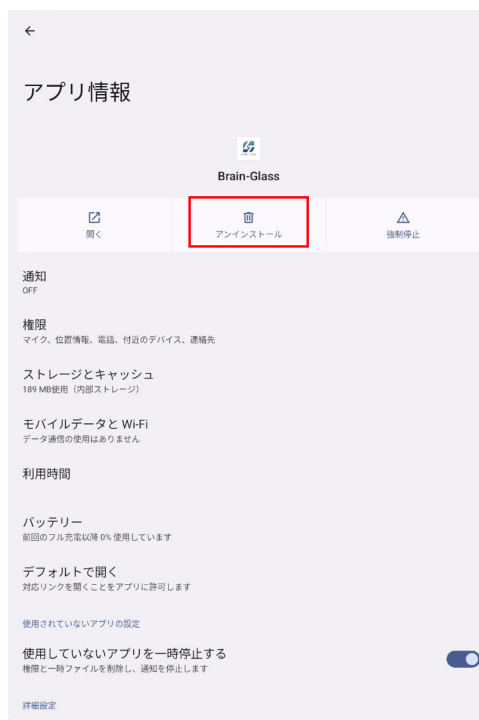 アプリ情報
Brain-Glass
開く
アンインストール
強制停止
通知
OFF
権限
マイク、位置情報、電話、付近のデバイス、連絡先
ストレージとキャッシュ
189 MB使用（内部ストレージ）
モバイルデータと Wi-Fi
データ通信の使用はありません
利用時間
バッテリー
前回のフル充電以降 0% 使用しています
デフォルトで開く
対応リンクを開くことをアプリに許可します
使用されていないアプリの設定
使用していないアプリを一時停止する
権限と一時ファイルを削除し、通知を停止します
詳細設定